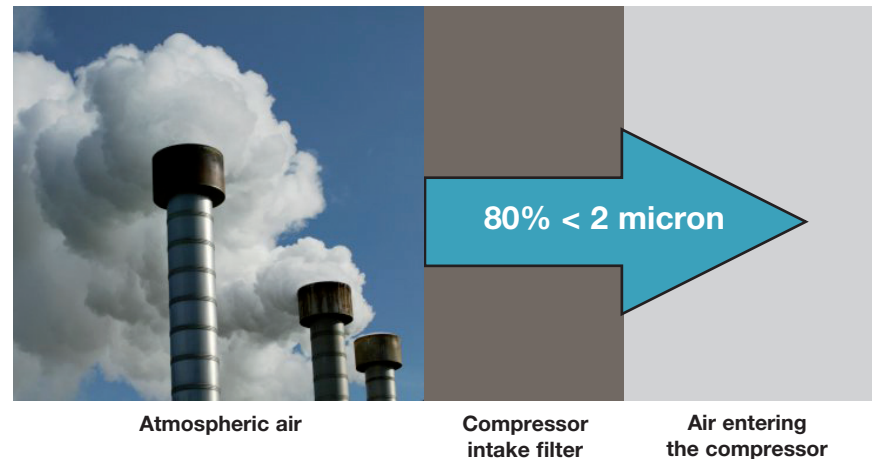 80% < 2 micron
Atmospheric air
Compressor
intake filter
Air entering
the compressor